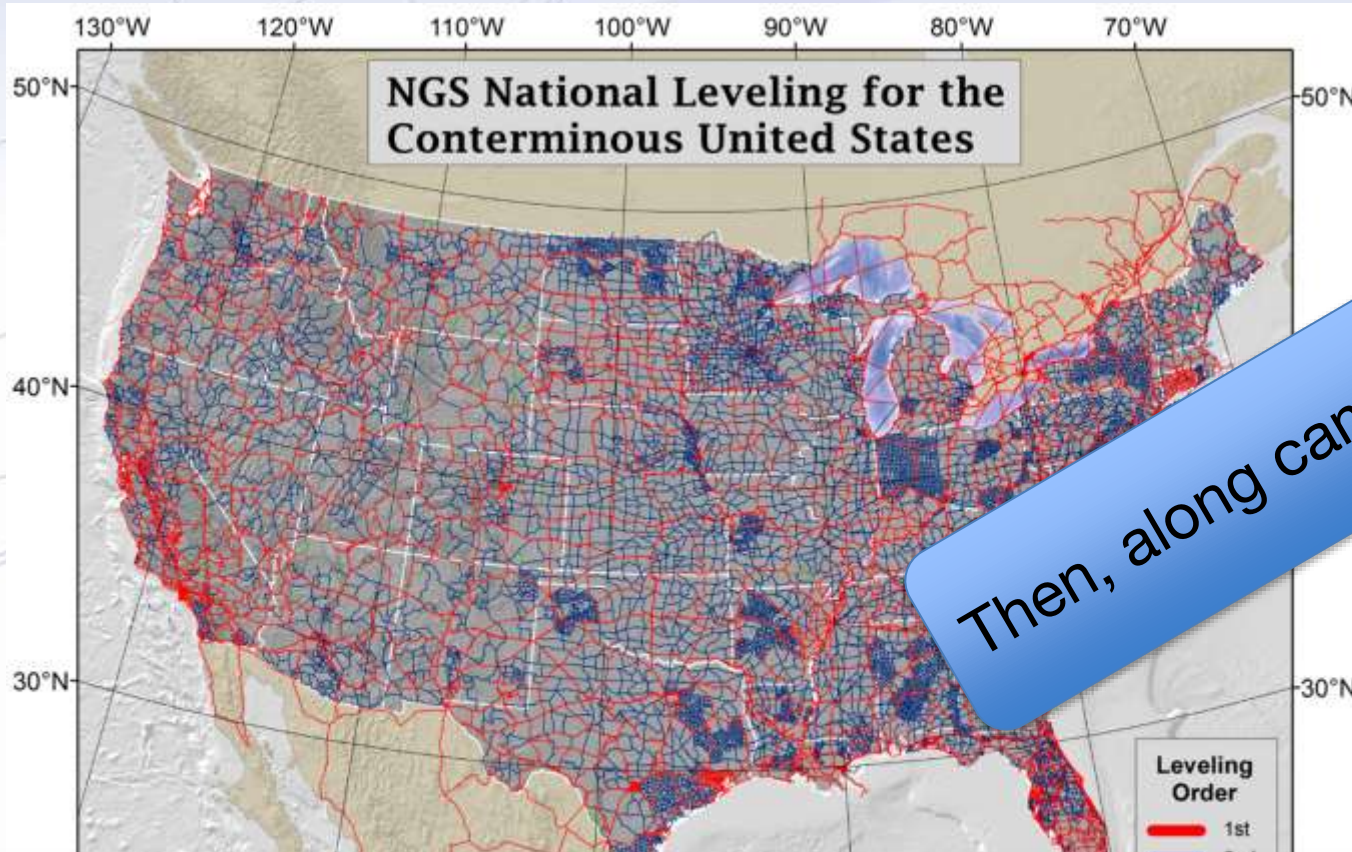 130°W 120°W 110°W 100°W 90°W 80°W 70°W
50°N
50°N
NGS National Leveling for the
Conterminous United States
40°N
Then, along
30°N
30°N
Leveling
Order
1st